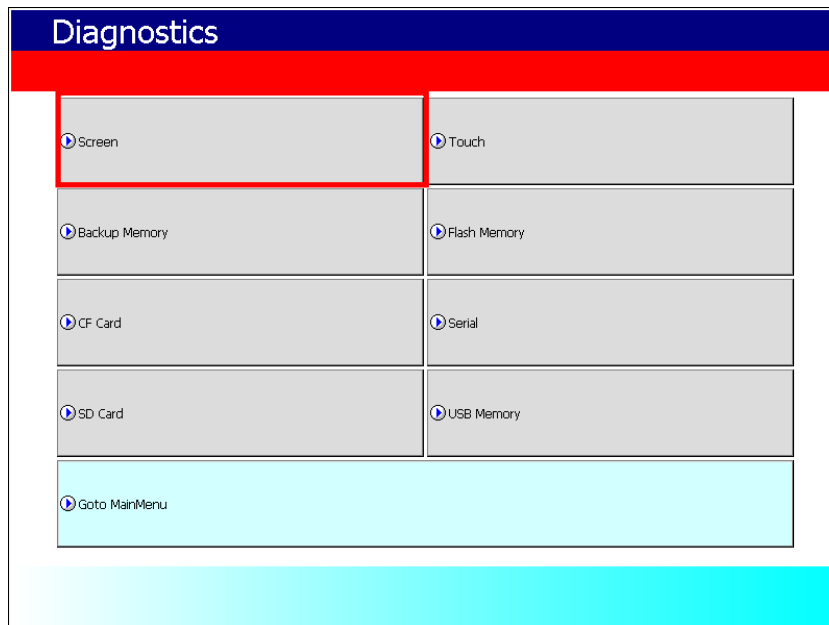 Diagnostics
Screen
Touch
Backup Memory
Flash Memory
CF Card
Serial
SD Card
USB Memory
Goto MainMenu